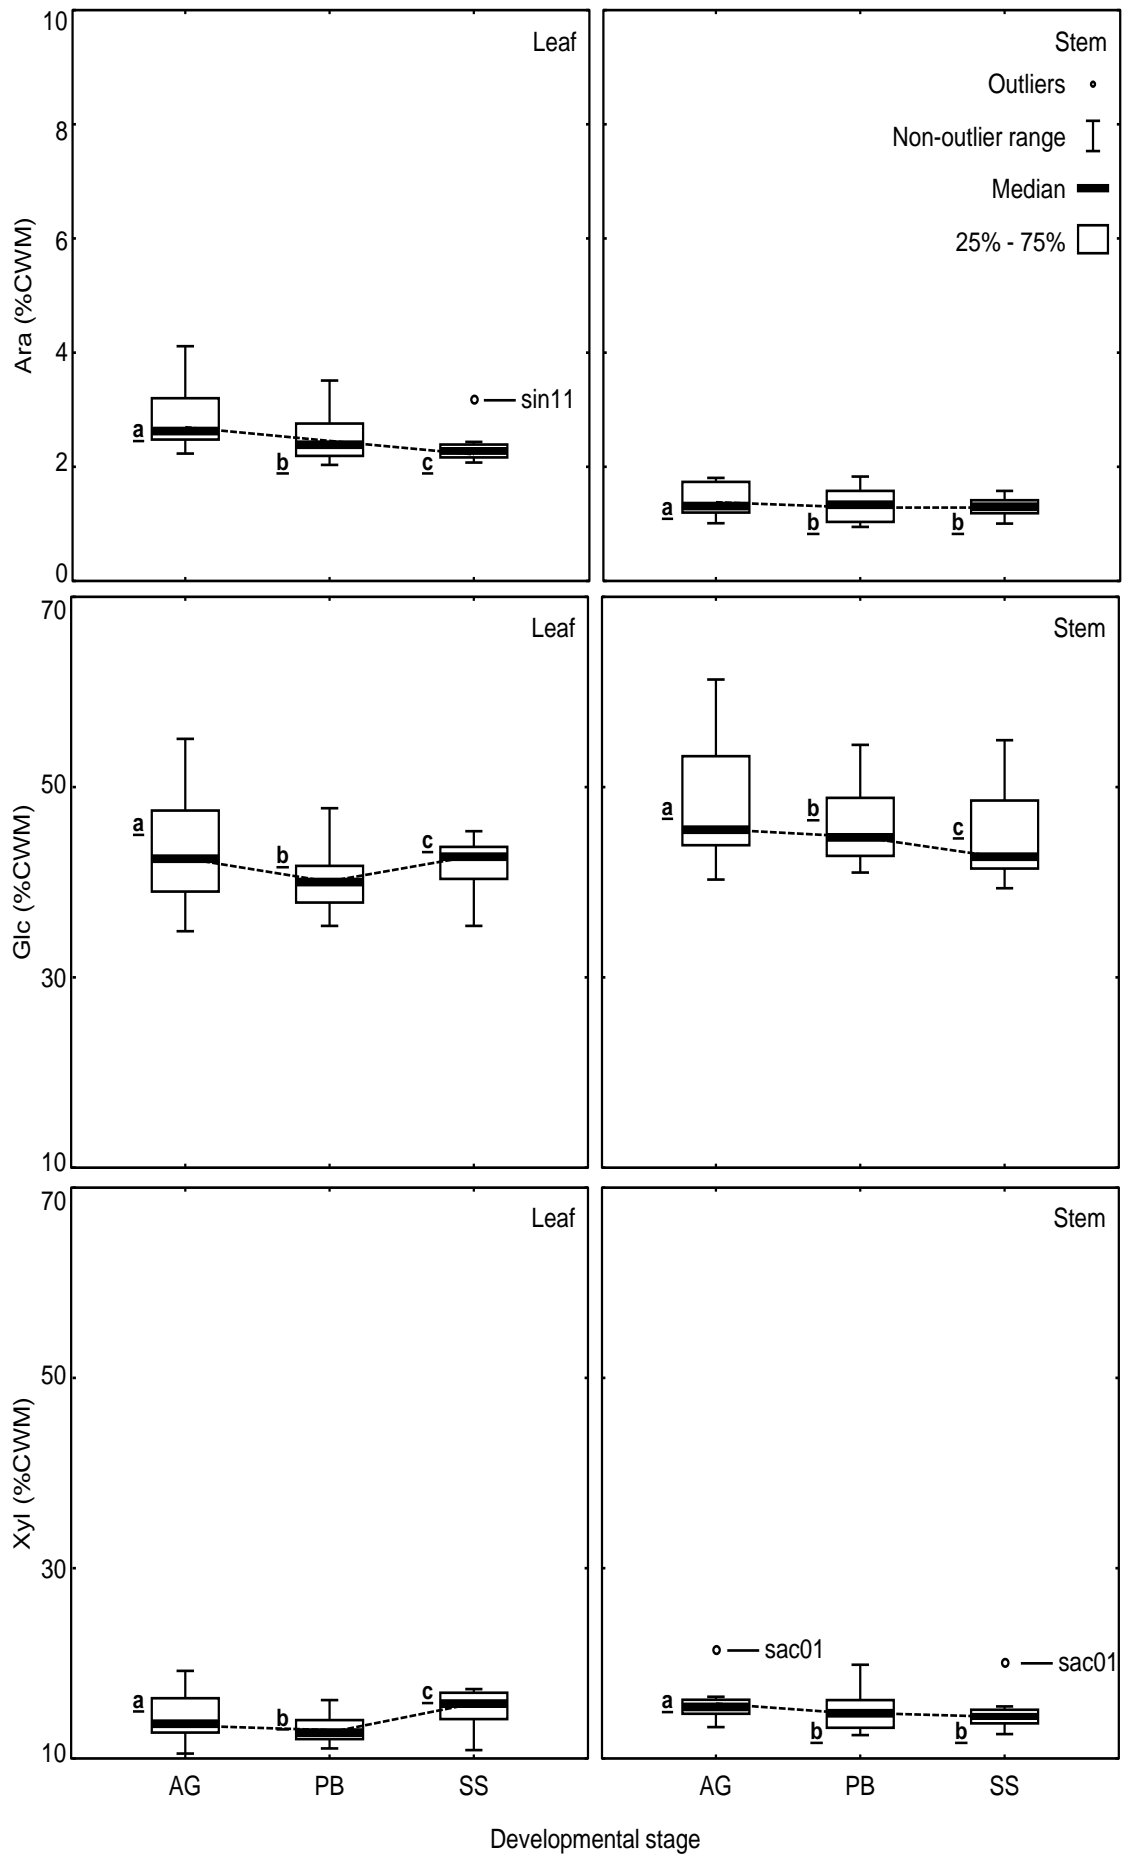 Ara (%CWM)
10
8
6
4
2
0
Leaf
a
b
c
sin11
Stem
Outliers
Non-outlier range
Median
25% - 75%
a
b
b
Glc (%CWM)
70
50
30
10
Leaf
a
b
c
Stem
a
b
c
Xyl (%CWM)
70
50
30
10
Leaf
a
b
c
Stem
sac01
sac01
a
b
b
AG PB SS AG PB SS
Developmental stage